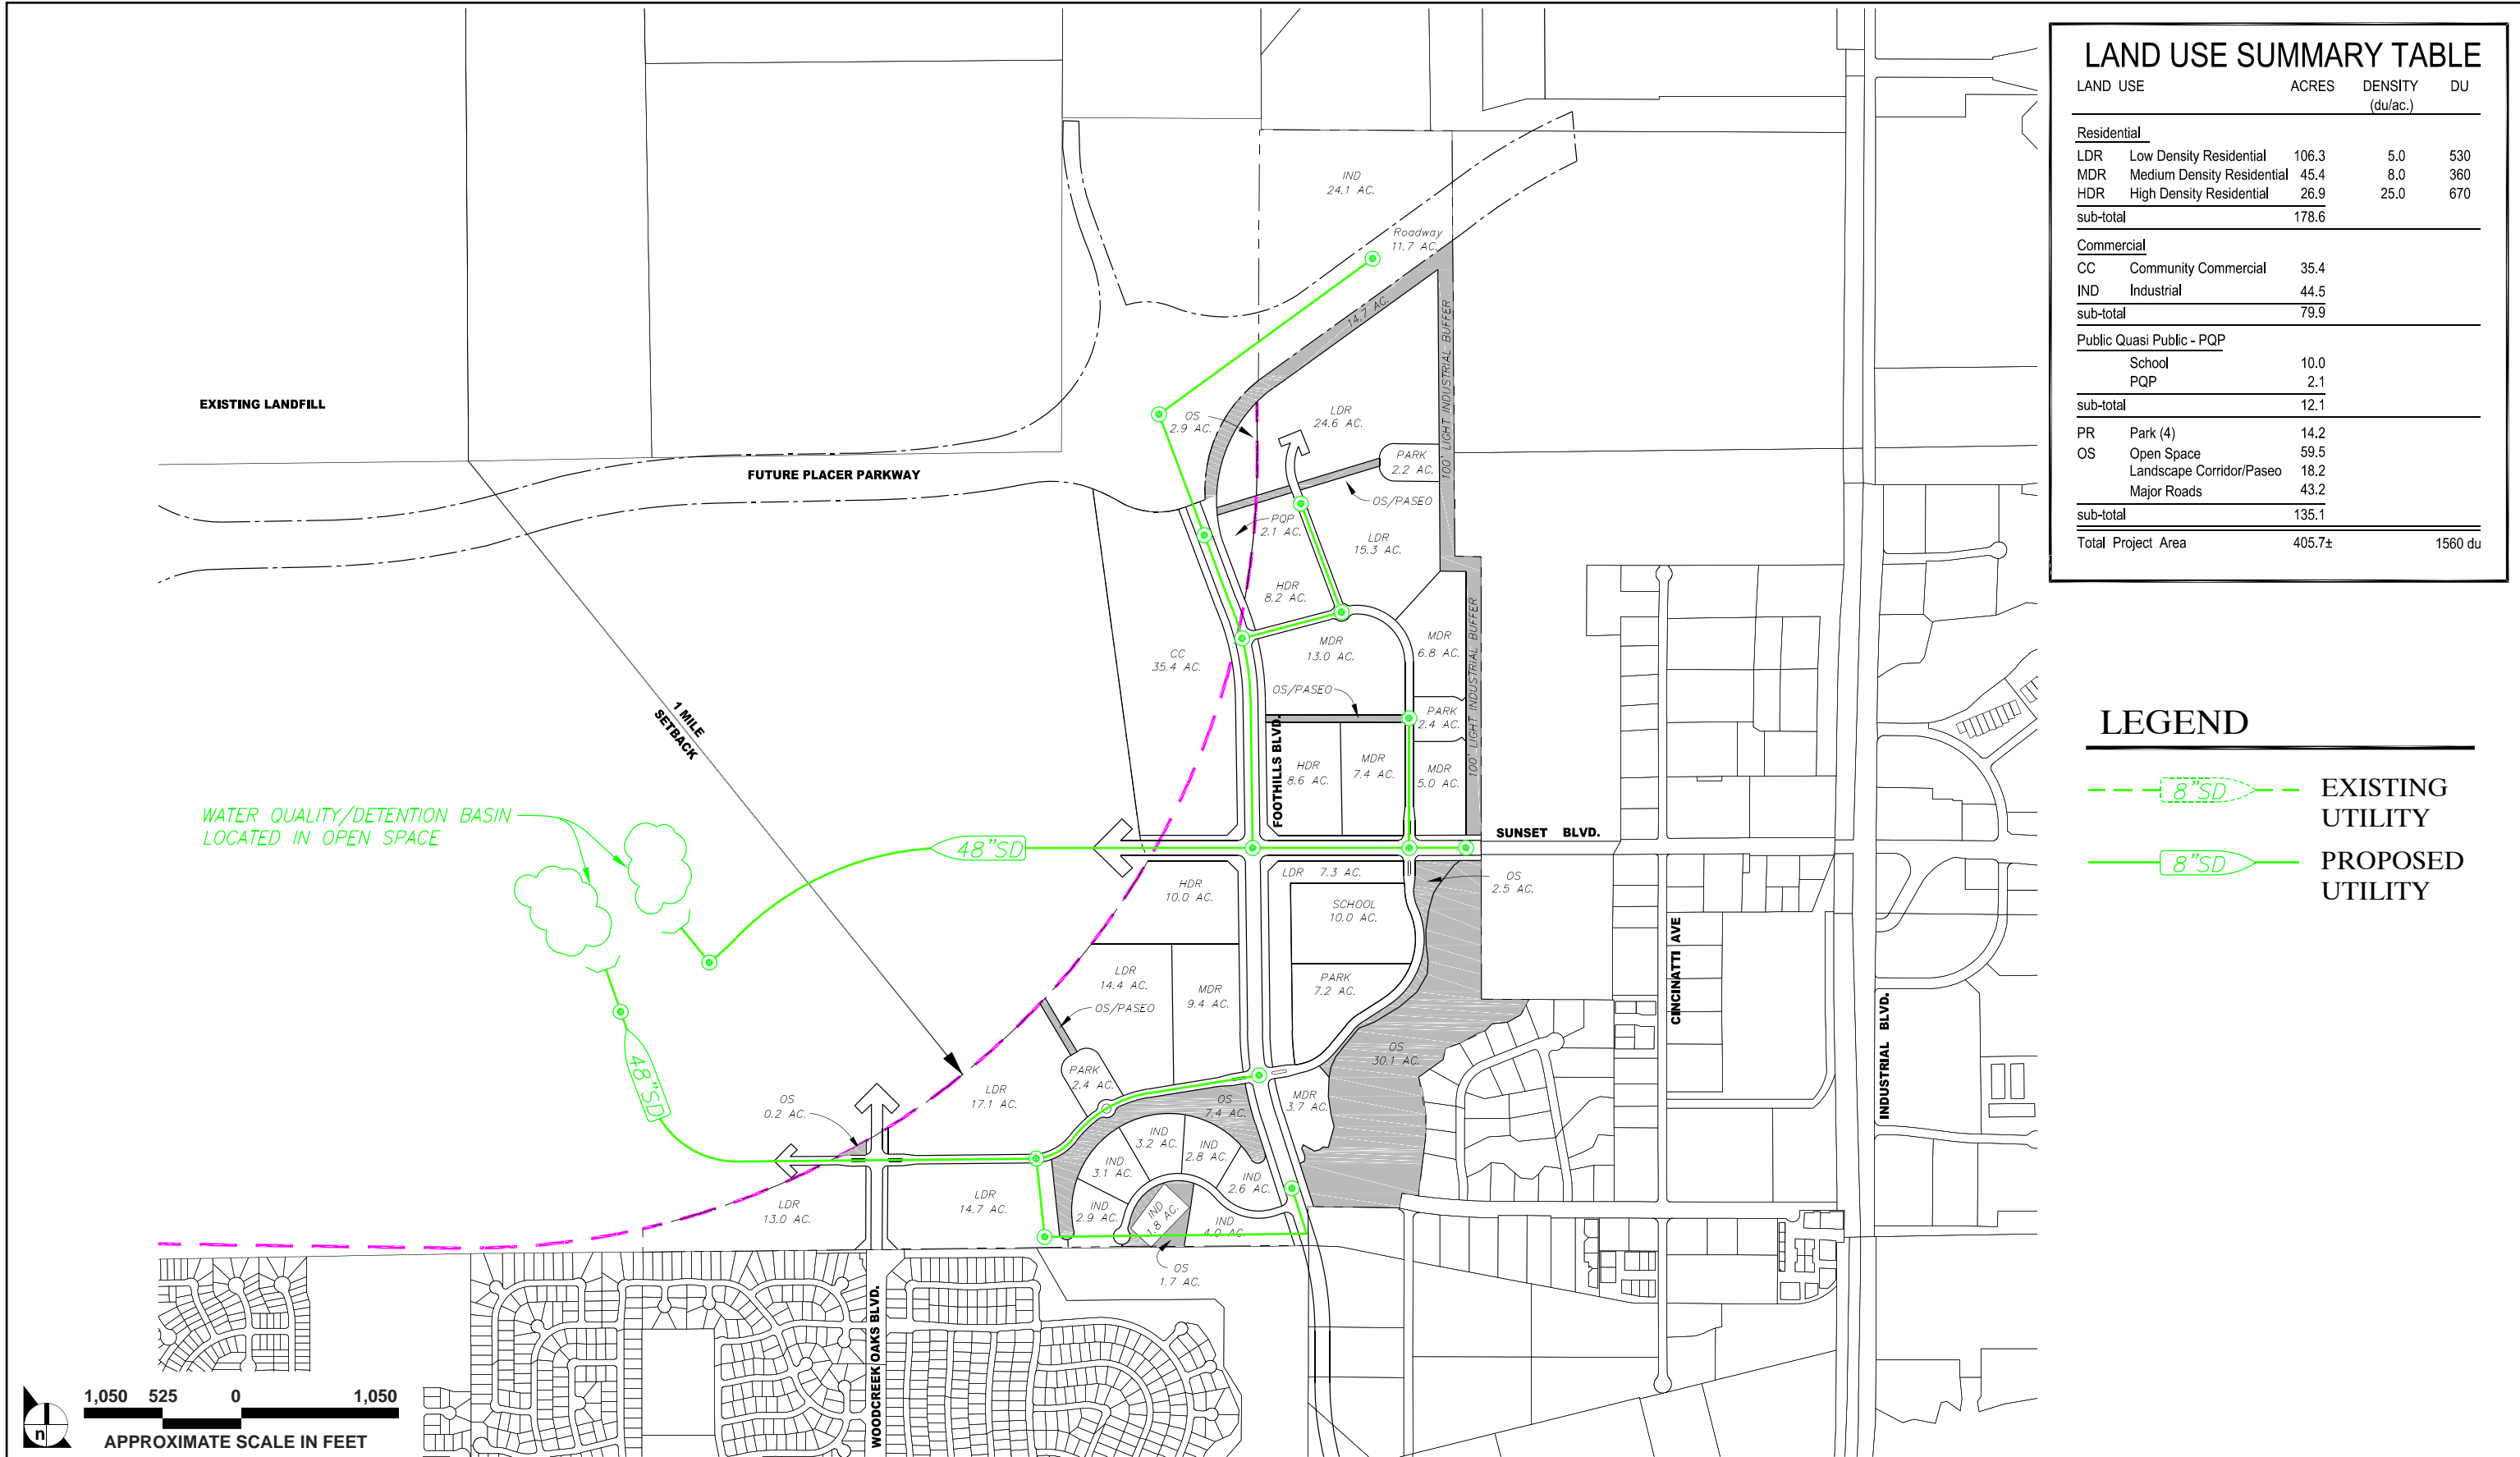 LAND USE SUMMARY TABLE
LAND USE ACRES DENSITY (du/ac.) DU
Residential
LDR Low Density Residential 106.3 5.0 530
MDR Medium Density Residential 45.4 8.0 360
HDR High Density Residential 26.9 25.0 670
sub-total 178.6
Commercial
CC Community Commercial 35.4
IND Industrial 44.5
sub-total 79.9
Public Quasi Public - PQP
School 10.0
PQP 2.1
sub-total 12.1
PR Park (4) 14.2
OS Open Space 59.5
Landscape Corridor/Paseo 18.2
Major Roads 43.2
sub-total 135.1
Total Project Area 405.7± 1560 du
LEGEND
8"SD EXISTING
UTILITY
8"SD PROPOSED
UTILITY
IND
24.1 AC.
Roadway
11.7 AC.
14.7 AC.
100' LIGHT INDUSTRIAL BUFFER
EXISTING LANDFILL
OS
2.9 AC.
LDR
24.6 AC.
PARK
2.2 AC.
FUTURE PLACER PARKWAY
OS/PASEO
PQP
2.1 AC.
LDR
15.3 AC.
HDR
8.2 AC.
100' LIGHT INDUSTRIAL BUFFER
MDR
13.0 AC.
MDR
6.8 AC.
CC
35.4 AC.
OS/PASEO
1 MILE
SETBACK
PARK
2.4 AC.
FOOTHILLS BLVD.
HDR
8.6 AC.
MDR
7.4 AC.
MDR
5.0 AC.
WATER QUALITY/DETENTION BASIN
LOCATED IN OPEN SPACE
48"SD
SUNSET BLVD.
LDR 7.3 AC.
OS
2.5 AC.
HDR
10.0 AC.
SCHOOL
10.0 AC.
CINCINATTI AVE
LDR
14.4 AC.
MDR
9.4 AC.
PARK
7.2 AC.
OS/PASEO
INDUSTRIAL BLVD.
48"SD
OS
30.1 AC.
PARK
2.4 AC.
LDR
17.1 AC.
OS
0.2 AC.
OS
7.4 AC.
MDR
3.7 AC.
IND
3.2 AC.
IND
2.8 AC.
IND
3.1 AC.
IND
2.6 AC.
LDR
13.0 AC.
LDR
14.7 AC.
IND
2.9 AC.
IND
1.8 AC.
IND
4.0 AC.
OS
1.7 AC.
WOODCREEK OAKS BLVD.
n
1,050 525 0 1,050
APPROXIMATE SCALE IN FEET